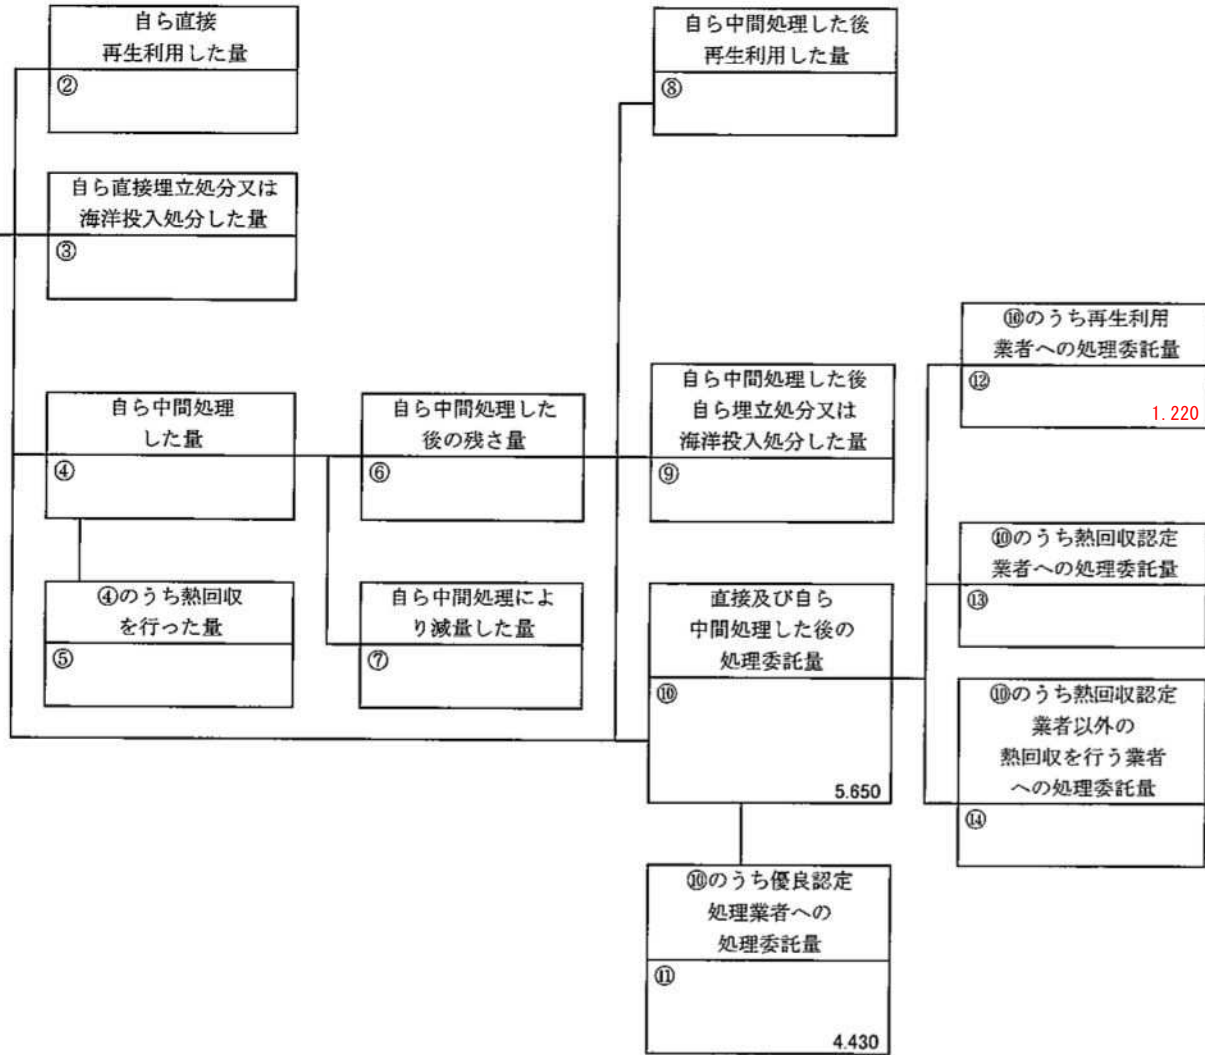 自ら直接
再生利用した量
②
自ら中間処理した後
再生利用した量
⑧
自ら直接埋立処分又は
海洋投入処分した量
③
⑩のうち再生利用
業者への処理委託量
⑫
1.220
自ら中間処理
した量
④
自ら中間処理した
後の残さ量
⑥
自ら中間処理した後
自ら埋立処分又は
海洋投入処分した量
⑨
⑩のうち熱回収認定
業者への処理委託量
⑬
④のうち熱回収
を行った量
⑤
自ら中間処理によ
り減量した量
⑦
直接及び自ら
中間処理した後の
処理委託量
⑩
5.650
⑩のうち熱回収認定
業者以外の
熱回収を行う業者
への処理委託量
⑭
⑩のうち優良認定
処理業者への
処理委託量
⑪
4.430